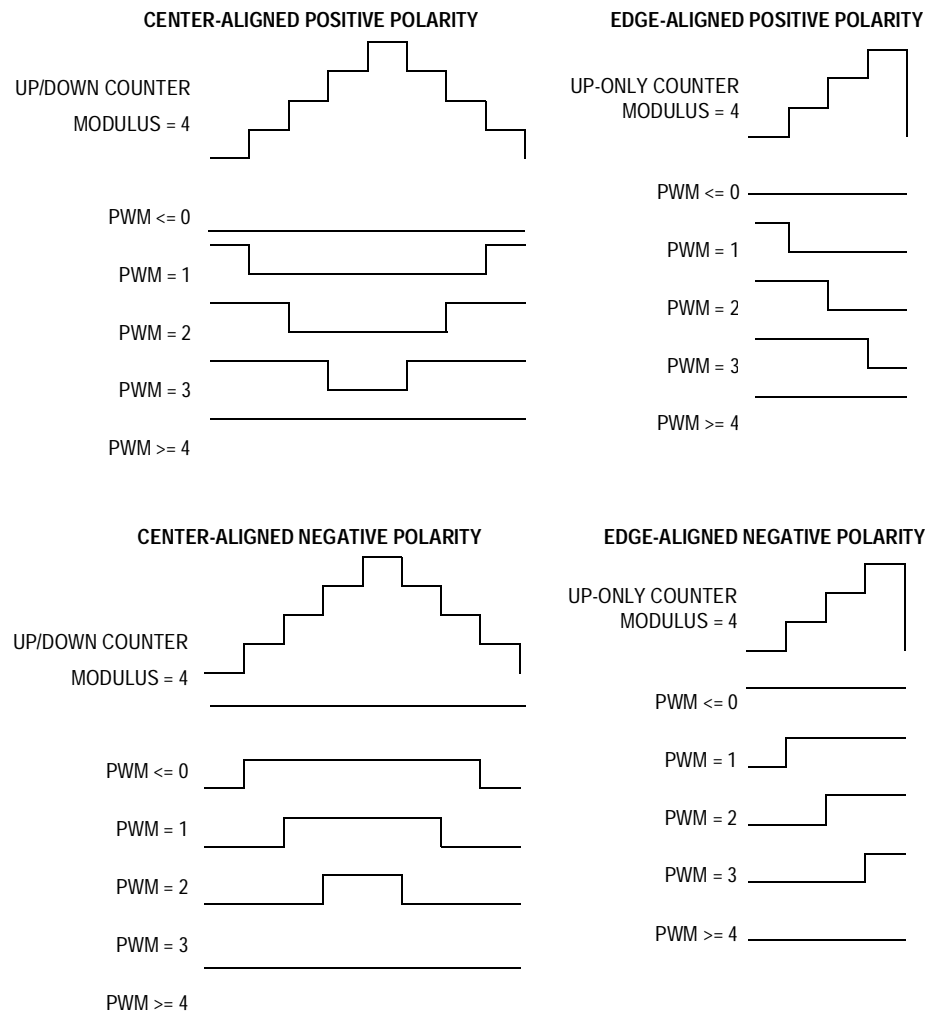 CENTER-ALIGNED POSITIVE POLARITY
UP/DOWN COUNTER
MODULUS = 4
PWM <= 0
PWM = 1
PWM = 2
PWM = 3
PWM >= 4
EDGE-ALIGNED POSITIVE POLARITY
UP-ONLY COUNTER
MODULUS = 4
PWM <= 0
PWM = 1
PWM = 2
PWM = 3
PWM >= 4
CENTER-ALIGNED NEGATIVE POLARITY
UP/DOWN COUNTER
MODULUS = 4
PWM <= 0
PWM = 1
PWM = 2
PWM = 3
PWM >= 4
EDGE-ALIGNED NEGATIVE POLARITY
UP-ONLY COUNTER
MODULUS = 4
PWM <= 0
PWM = 1
PWM = 2
PWM = 3
PWM >= 4